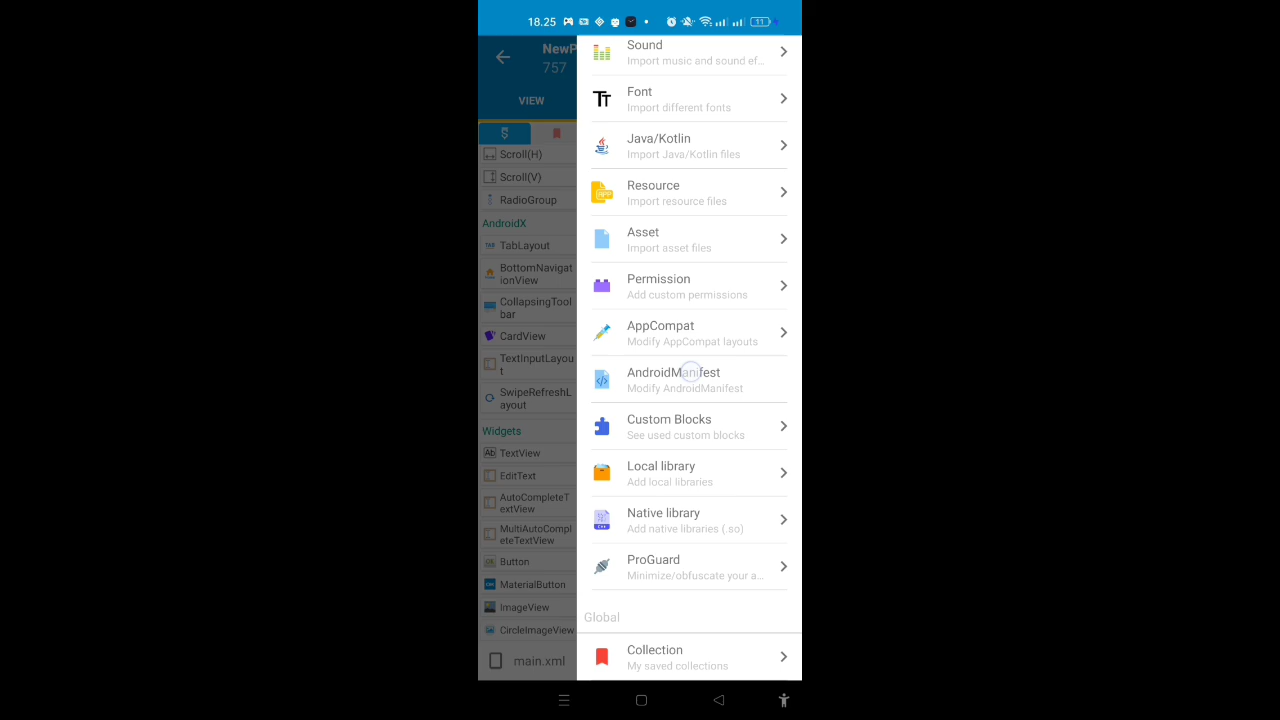 18.25
11
NewP
757
VIEW
Scroll(H)
Scroll(V)
RadioGroup
AndroidX
TAB TabLayout
BottomNavigat
ionView
CollapsingTool
bar
CardView
TextInputLayou
t
SwipeRefreshL
ayout
Widgets
Ab TextView
EditText
AutoCompleteT
extView
MultiAutoCompl
eteTextView
Button
MaterialButton
ImageView
CircleImageView
main.xml
Sound
Import music and sound ef...
Font
Import different fonts
Java/Kotlin
Import Java/Kotlin files
Resource
Import resource files
Asset
Import asset files
Permission
Add custom permissions
AppCompat
Modify AppCompat layouts
AndroidManifest
Modify AndroidManifest
Custom Blocks
See used custom blocks
Local library
Add local libraries
Native library
Add native libraries (.so)
ProGuard
Minimize/obfuscate your a...
Global
Collection
My saved collections